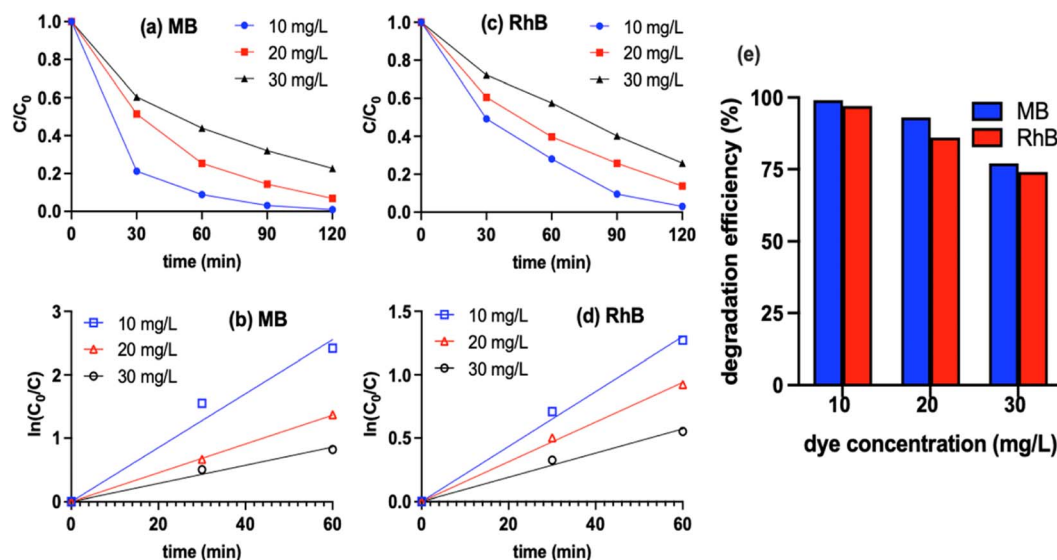 (a) MB
10 mg/L
20 mg/L
30 mg/L
C/C0
1.0
0.8
0.6
0.4
0.2
0.0
0 30 60 90 120
time (min)
(c) RhB
10 mg/L
20 mg/L
30 mg/L
C/C0
1.0
0.8
0.6
0.4
0.2
0.0
0 30 60 90 120
time (min)
(b) MB
10 mg/L
20 mg/L
30 mg/L
ln(C0/C)
3
2
1
0
0 20 40 60
time (min)
(d) RhB
10 mg/L
20 mg/L
30 mg/L
ln(C0/C)
1.5
1.0
0.5
0.0
0 20 40 60
time (min)
(e)
MB
RhB
degradation efficiency (%)
100
75
50
25
0
10 20 30
dye concentration (mg/L)